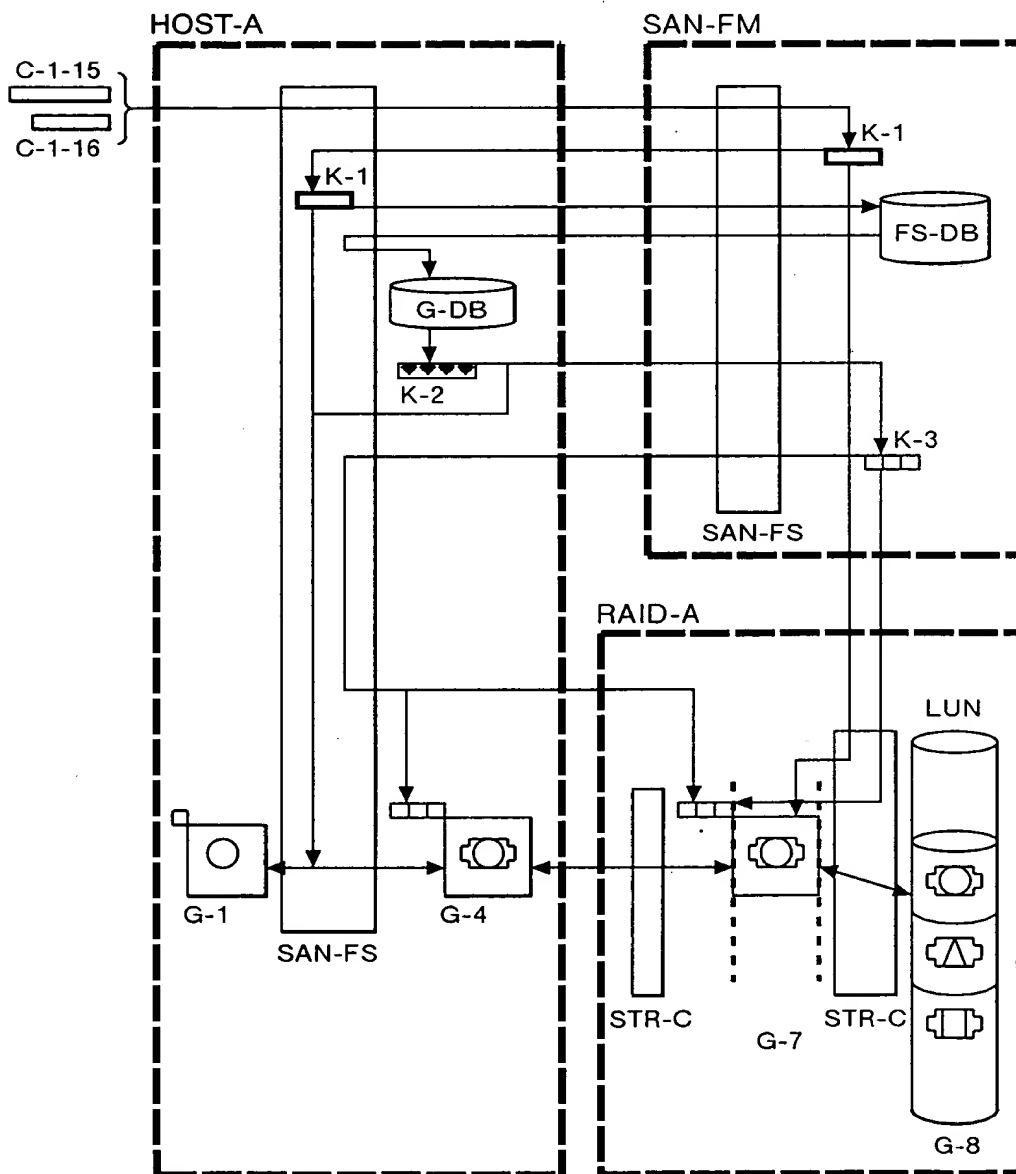 HOST-A
SAN-FM
C-1-15
C-1-16
K-1
K-1
FS-DB
G-DB
K-2
K-3
SAN-FS
RAID-A
LUN
G-1
G-4
SAN-FS
STR-C
G-7
STR-C
G-8